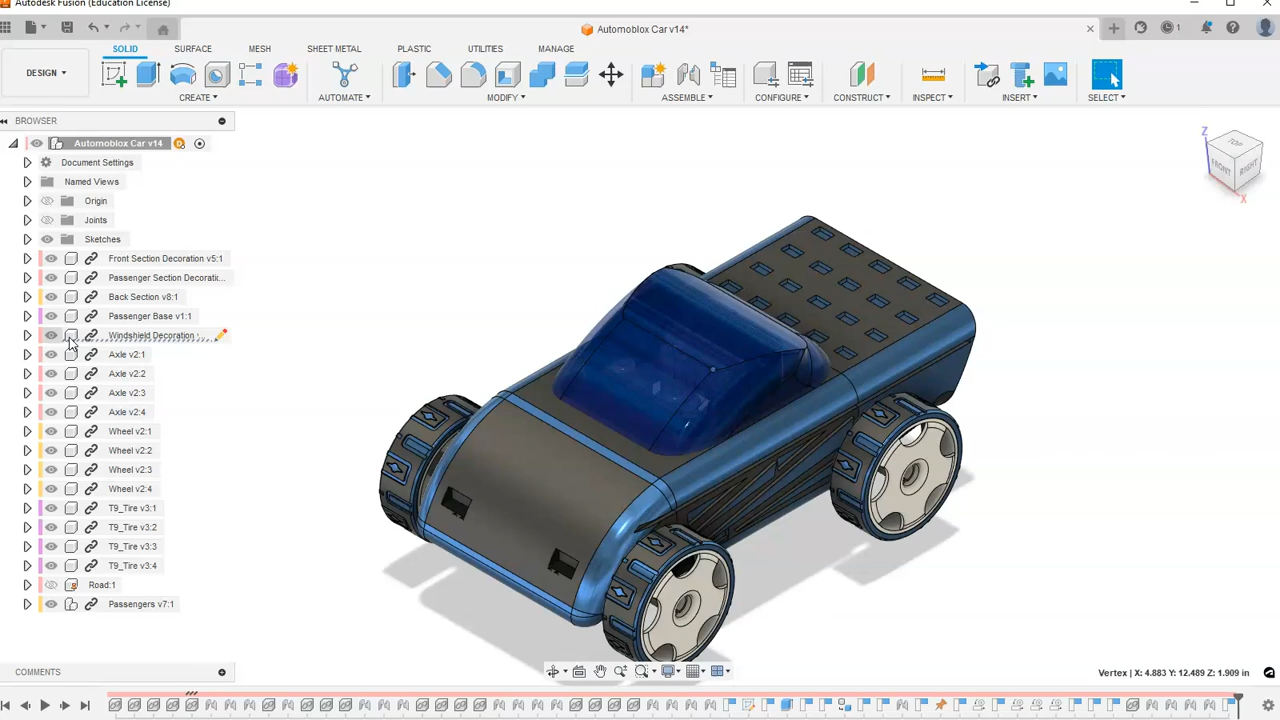 Autodesk Fusion (Education License)
Automoblox Car v14*
1
DESIGN
SOLID SURFACE MESH SHEET METAL PLASTIC UTILITIES MANAGE
CREATE AUTOMATE MODIFY ASSEMBLE CONFIGURE CONSTRUCT INSPECT INSERT SELECT
BROWSER
Automoblox Car v14
Document Settings
Named Views
Origin
Joints
Sketches
Front Section Decoration v5:1
Passenger Section Decorati...
Back Section v8:1
Passenger Base v1:1
Windshield Decoration
Axle v2:1
Axle v2:2
Axle v2:3
Axle v2:4
Wheel v2:1
Wheel v2:2
Wheel v2:3
Wheel v2:4
T9_Tire v3:1
T9_Tire v3:2
T9_Tire v3:3
T9_Tire v3:4
Road:1
Passengers v7:1
Z
TOP
FRONT
RIGHT
X
COMMENTS
Vertex | X: 4.883 Y: 12.489 Z: 1.909 in